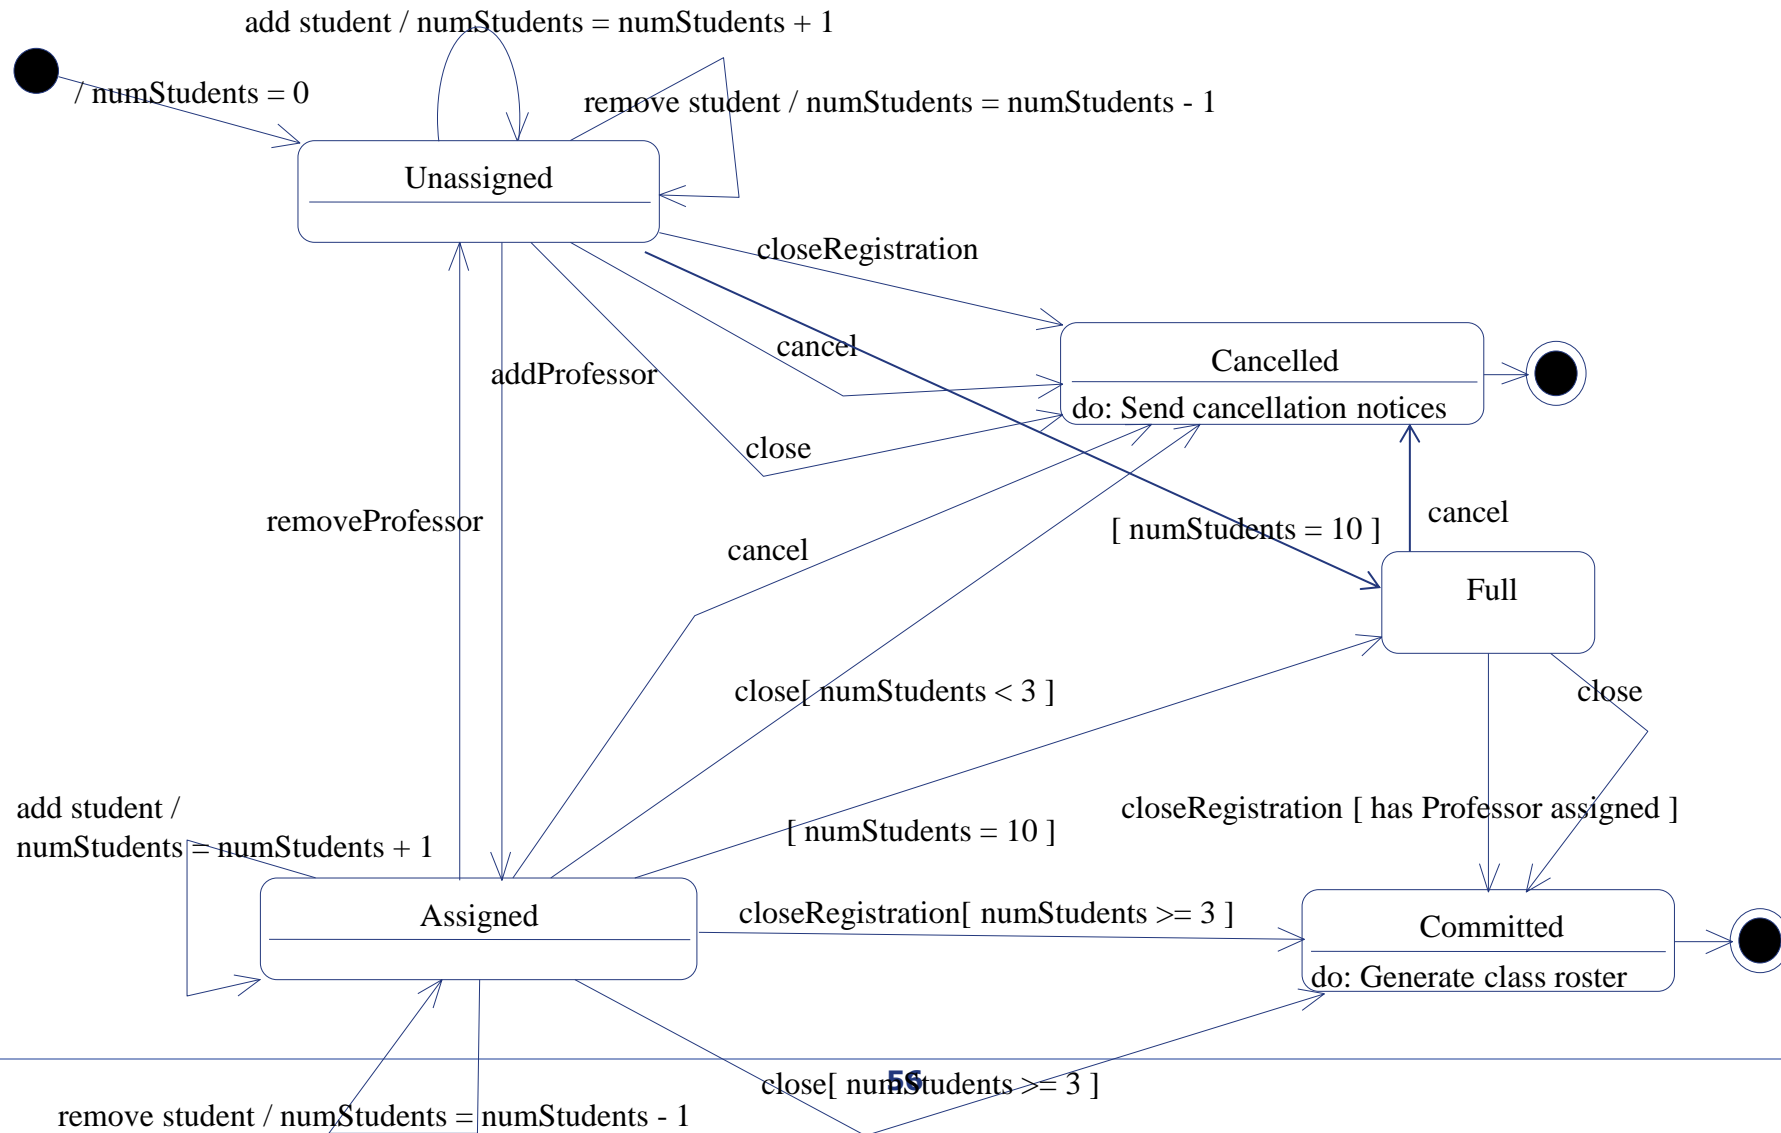 add student / numStudents = numStudents + 1
/ numStudents = 0
remove student / numStudents = numStudents - 1
Unassigned
closeRegistration
cancel
Cancelled
addProfessor
do: Send cancellation notices
close
removeProfessor
cancel
[ numStudents = 10 ]
cancel
Full
close[ numStudents < 3 ]
close
add student /
numStudents = numStudents + 1
[ numStudents = 10 ]
closeRegistration [ has Professor assigned ]
Assigned
closeRegistration[ numStudents >= 3 ]
Committed
do: Generate class roster
56
close[ numStudents >= 3 ]
remove student / numStudents = numStudents - 1